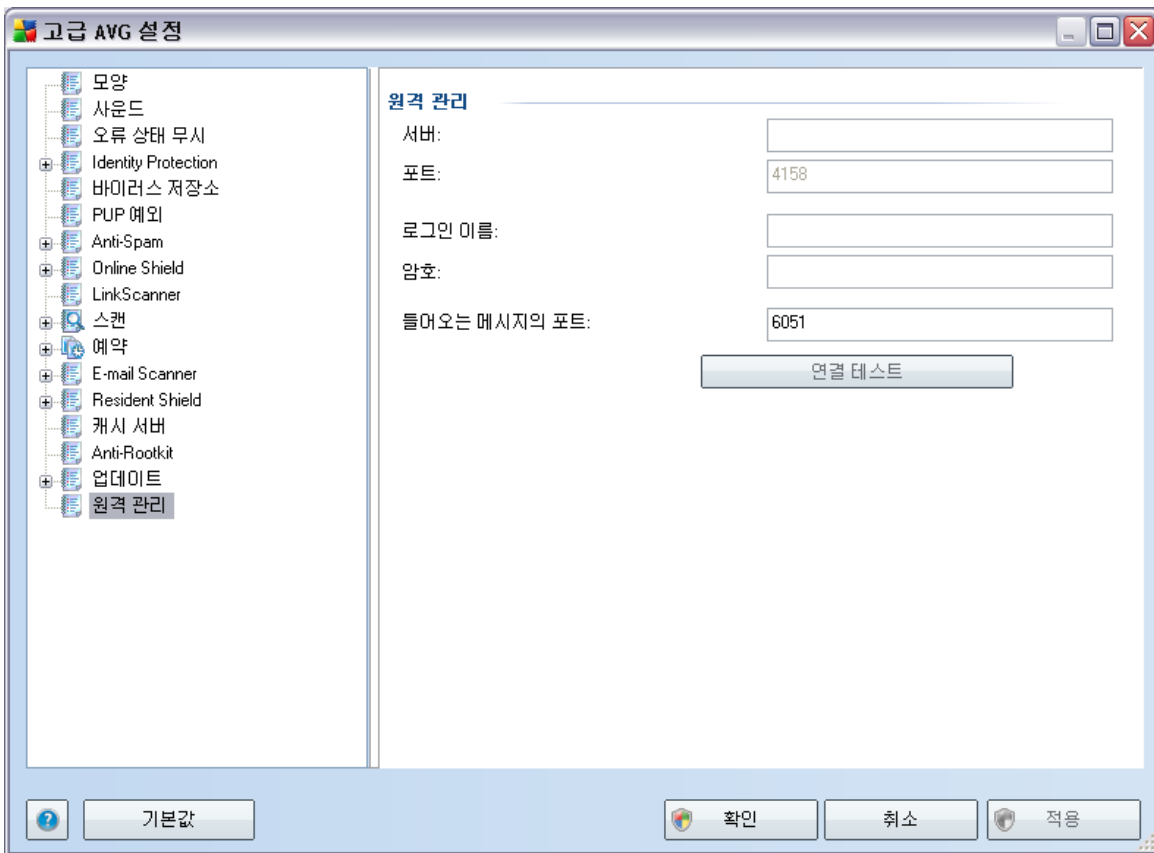 고급 AVG 설정
모양
사운드
오류 상태 무시
Identity Protection
바이러스 저장소
PUP 예외
Anti-Spam
Online Shield
LinkScanner
스캔
예약
E-mail Scanner
Resident Shield
캐시 서버
Anti-Rootkit
업데이트
원격 관리
원격 관리
서버:
포트: 4158
로그인 이름:
암호:
들어오는 메시지의 포트: 6051
연결 테스트
기본값 확인 취소 적용